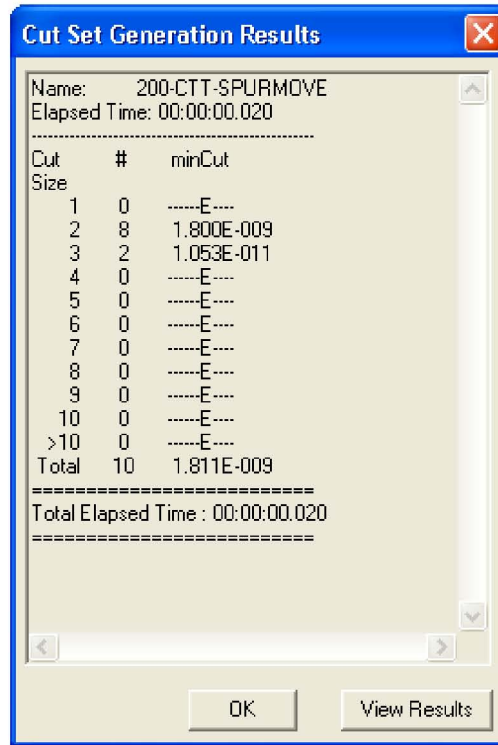 Cut Set Generation Results
Name: 200-CTT-SPURMOVE
Elapsed Time: 00:00:00.020
-----------------------------------------------
Cut # minCut
Size
1 0 ------E----
2 8 1.800E-009
3 2 1.053E-011
4 0 ------E----
5 0 ------E----
6 0 ------E----
7 0 ------E----
8 0 ------E----
9 0 ------E----
10 0 ------E----
>10 0 ------E----
Total 10 1.811E-009
==========================
Total Elapsed Time : 00:00:00.020
==========================
OK View Results